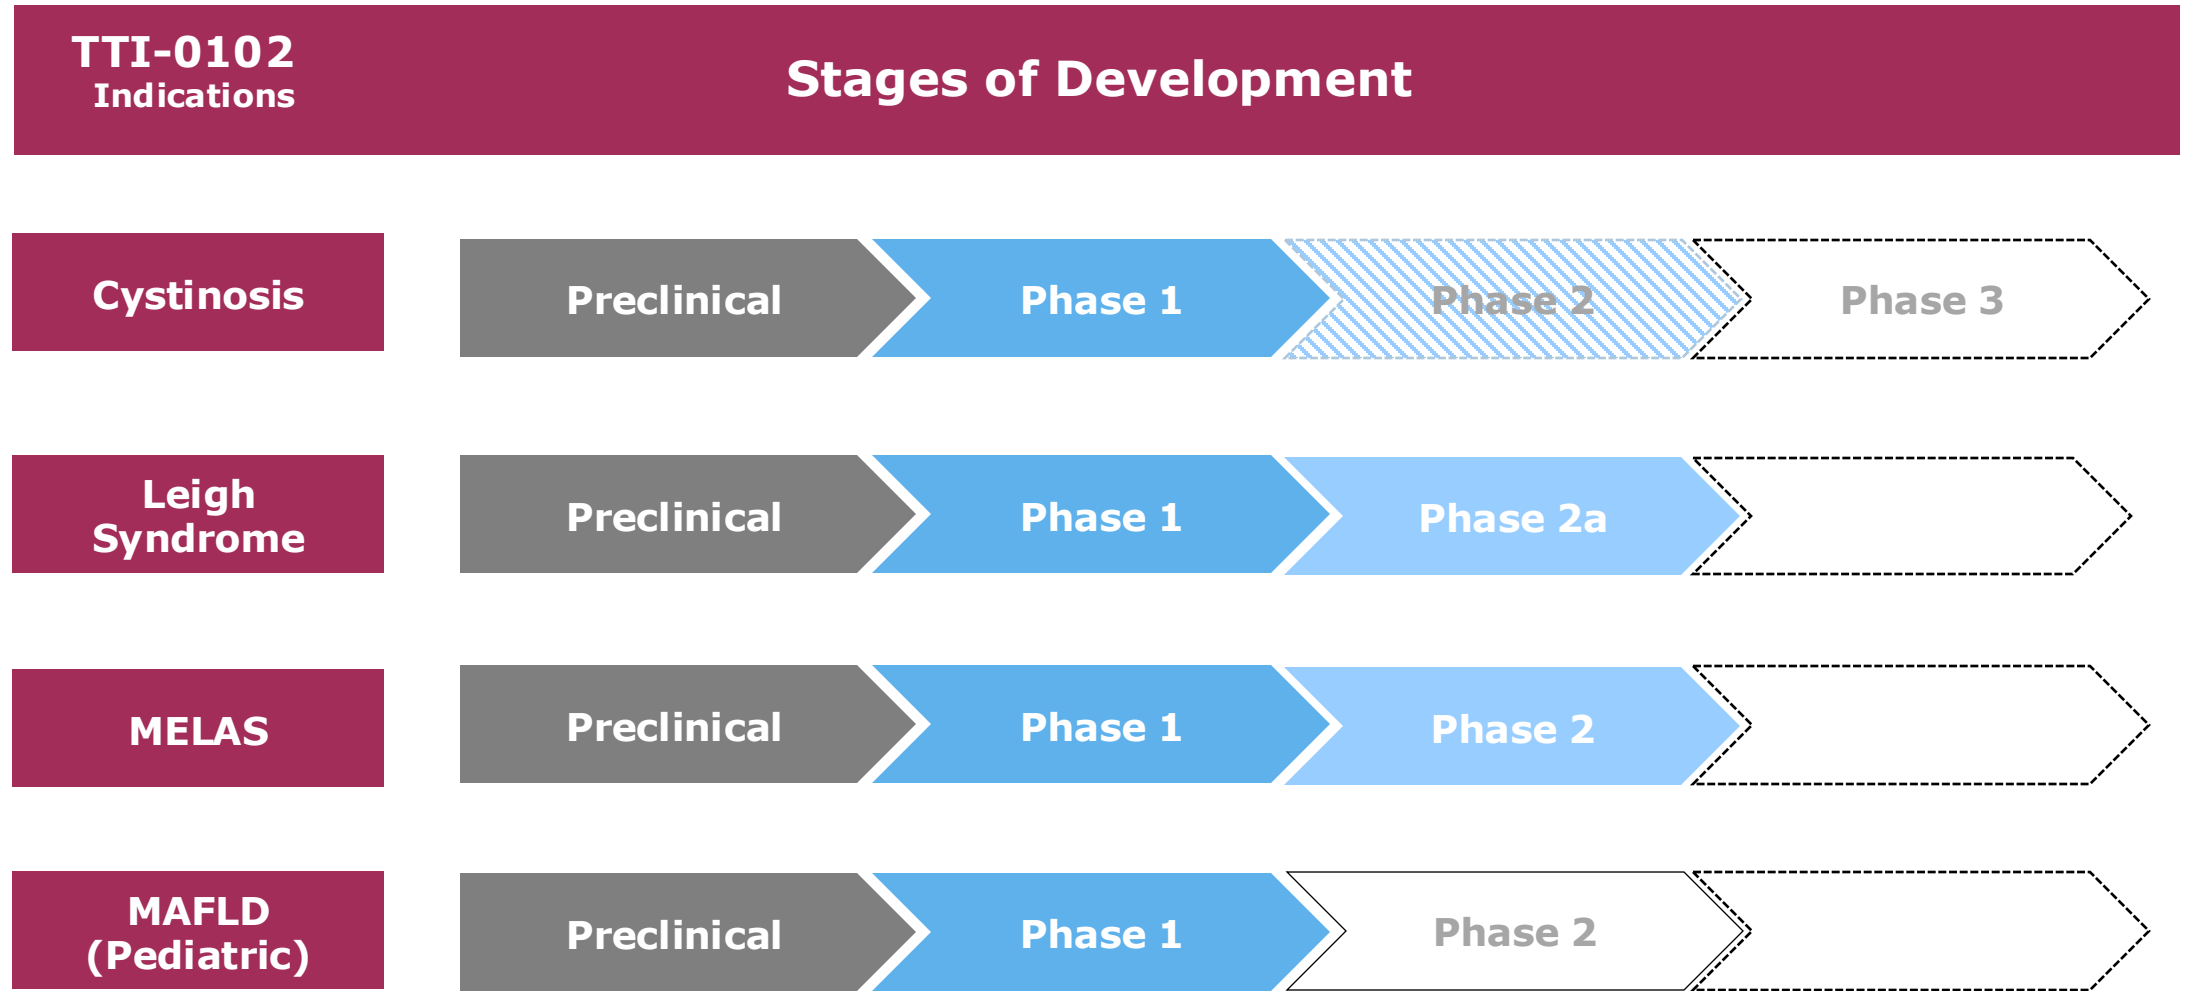 TTI-0102
Indications
Stages of Development
Cystinosis
Preclinical
Phase 1
Phase 2
Phase 3
Leigh
Syndrome
Preclinical
Phase 1
Phase 2a
MELAS
Preclinical
Phase 1
Phase 2
MAFLD
(Pediatric)
Preclinical
Phase 1
Phase 2